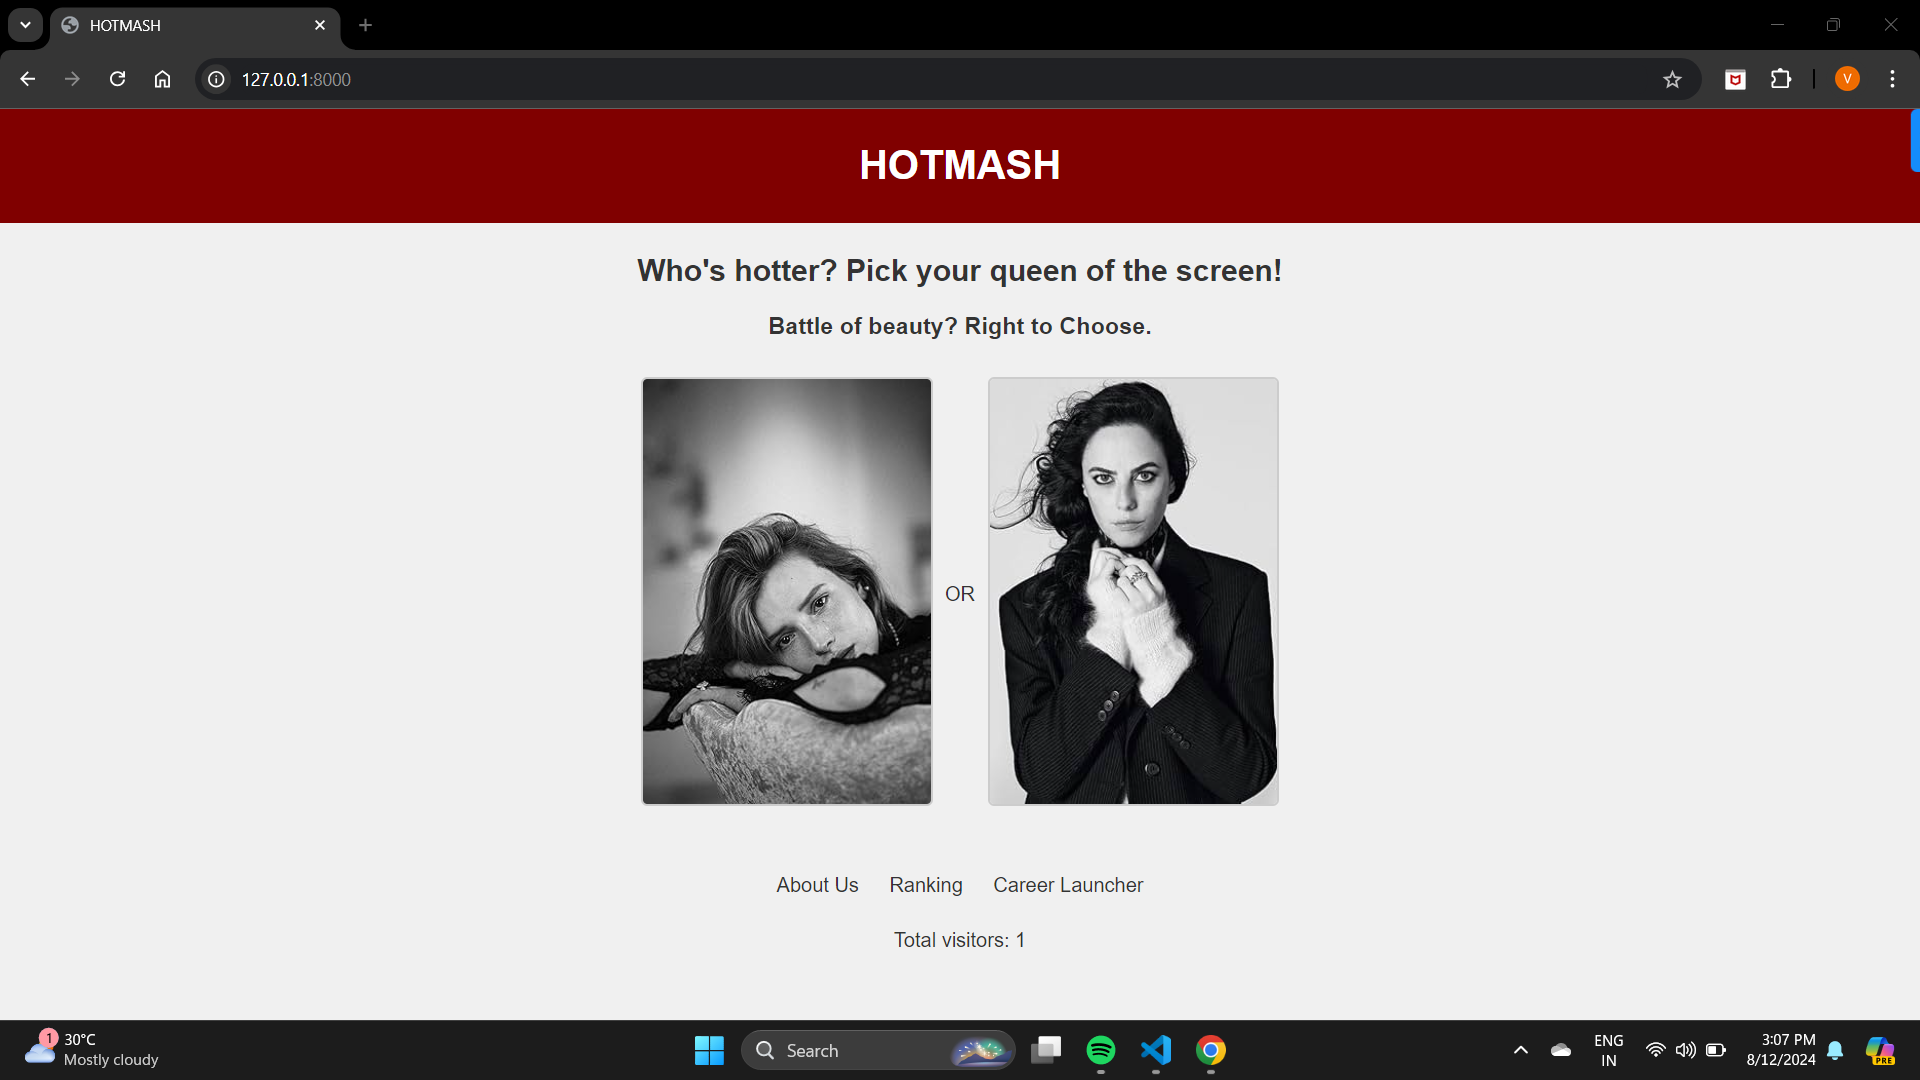 HOTMASH
127.0.0.1:8000
V
HOTMASH
Who's hotter? Pick your queen of the screen!
Battle of beauty? Right to Choose.
OR
About Us Ranking Career Launcher
Total visitors: 1
1
30°C
Mostly cloudy
Search
ENG
IN
3:07 PM
8/12/2024
PRE